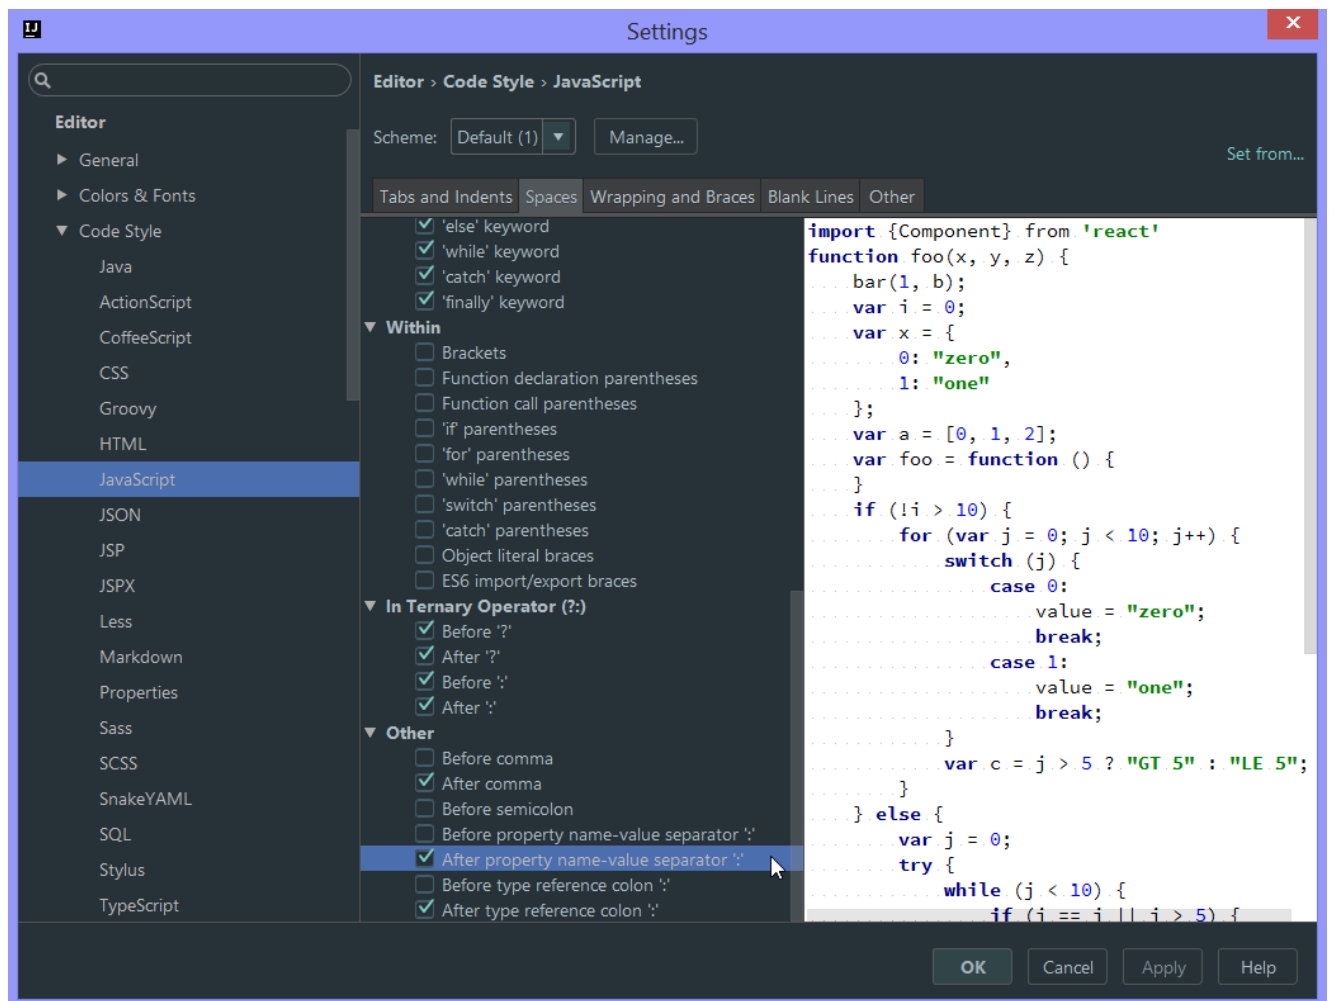 IJ
Settings
Editor › Code Style › JavaScript
Scheme: Default (1) Manage...
Set from...
Tabs and Indents Spaces Wrapping and Braces Blank Lines Other
Editor
General
Colors & Fonts
Code Style
Java
ActionScript
CoffeeScript
CSS
Groovy
HTML
JavaScript
JSON
JSP
JSPX
Less
Markdown
Properties
Sass
SCSS
SnakeYAML
SQL
Stylus
TypeScript
'else' keyword
'while' keyword
'catch' keyword
'finally' keyword
Within
Brackets
Function declaration parentheses
Function call parentheses
'if' parentheses
'for' parentheses
'while' parentheses
'switch' parentheses
'catch' parentheses
Object literal braces
ES6 import/export braces
In Ternary Operator (?:)
Before '?'
After '?'
Before ':'
After ':'
Other
Before comma
After comma
Before semicolon
Before property name-value separator ':'
After property name-value separator ':'
Before type reference colon ':'
After type reference colon ':'
import {Component} from 'react'
function foo(x, y, z) {
bar(1, b);
var i = 0;
var x = {
0: "zero",
1: "one"
};
var a = [0, 1, 2];
var foo = function () {
}
if (!i > 10) {
for (var j = 0; j < 10; j++) {
switch (j) {
case 0:
value = "zero";
break;
case 1:
value = "one";
break;
}
var c = j > 5 ? "GT 5" : "LE 5";
}
} else {
var j = 0;
try {
while (j < 10) {
if (i == j || j > 5) {
OK Cancel Apply Help